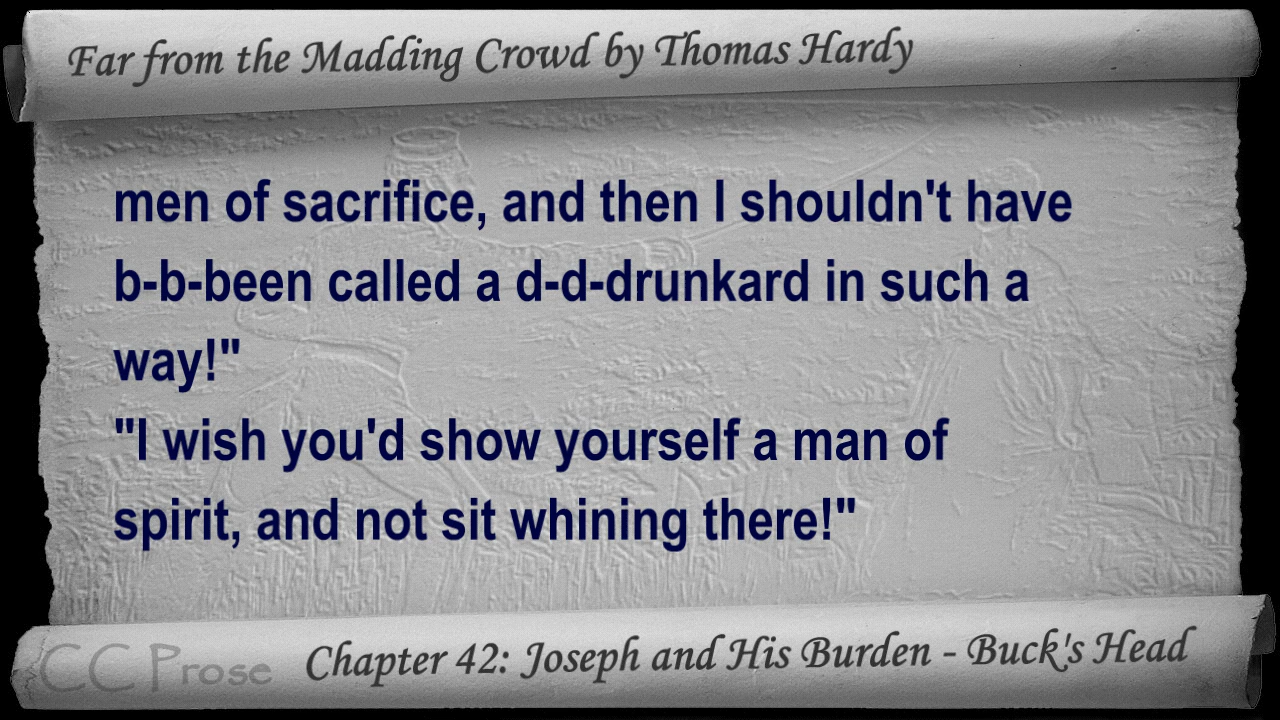 Far from the Madding Crowd by Thomas Hardy
men of sacrifice, and then I shouldn't have
b-b-been called a d-d-drunkard in such a
way!"
"I wish you'd show yourself a man of
spirit, and not sit whining there!"
CC Prose
Chapter 42: Joseph and His Burden - Buck's Head